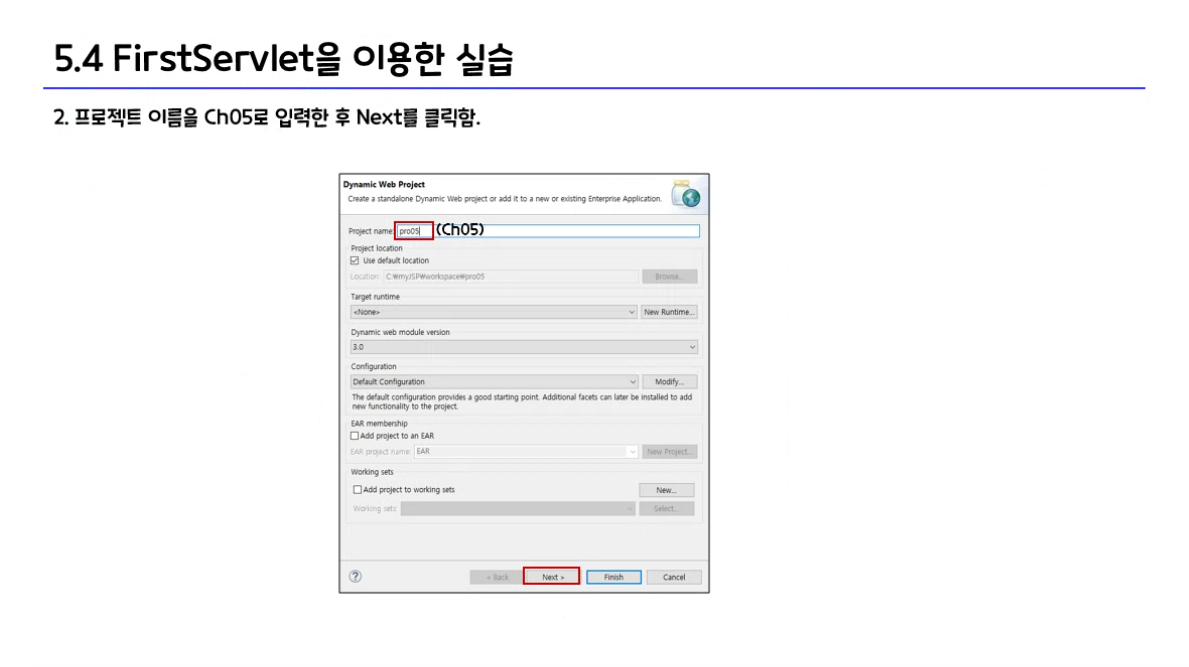 5.4 FirstServlet을 이용한 실습
2. 프로젝트 이름을 Ch05로 입력한 후 Next를 클릭함.
Dynamic Web Project
Create a standalone Dynamic Web project or add it to a new or existing Enterprise Application.
Project name: pro05 (Ch05)
Project location
Use default location
Location: C:₩myJSP₩workspace₩pro05 Browse...
Target runtime
<None> New Runtime...
Dynamic web module version
3.0
Configuration
Default Configuration Modify...
The default configuration provides a good starting point. Additional facets can later be installed to add
new functionality to the project.
EAR membership
Add project to an EAR
EAR project name: EAR New Project...
Working sets
Add project to working sets New...
Working sets: Select...
? < Back Next > Finish Cancel